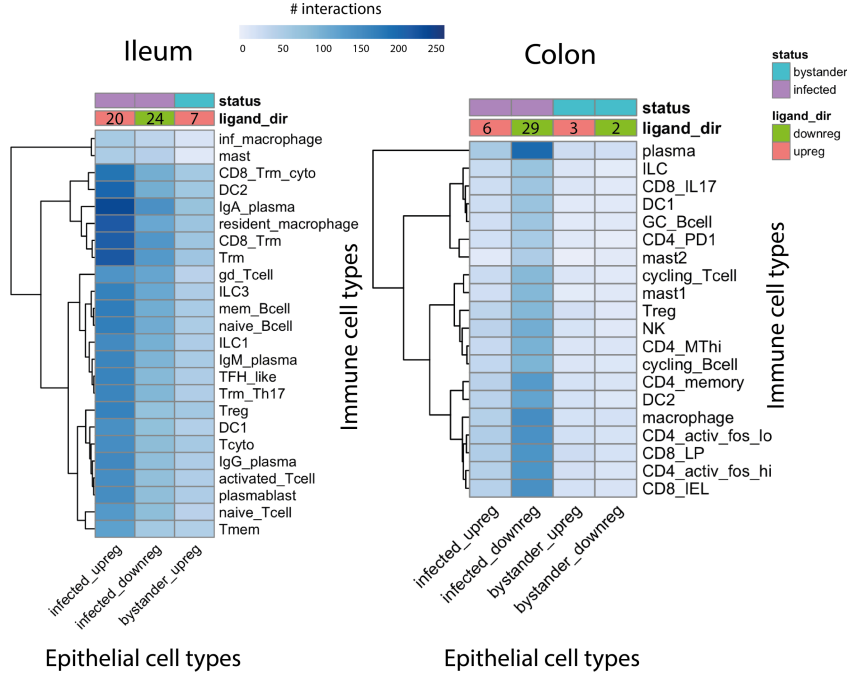 # interactions
0 50 100 150 200 250
Ileum
Colon
status
bystander
infected
ligand_dir
downreg
upreg
status
20 24 7 ligand_dir
inf_macrophage
mast
CD8_Trm_cyto
DC2
IgA_plasma
resident_macrophage
CD8_Trm
Trm
gd_Tcell
ILC3
mem_Bcell
naive_Bcell
ILC1
IgM_plasma
TFH_like
Trm_Th17
Treg
DC1
Tcyto
IgG_plasma
activated_Tcell
plasmablast
naive_Tcell
Tmem
infected_upreg
infected_downreg
bystander_upreg
Immune cell types
Epithelial cell types
status
6 29 3 2 ligand_dir
plasma
ILC
CD8_IL17
DC1
GC_Bcell
CD4_PD1
mast2
cycling_Tcell
mast1
Treg
NK
CD4_MThi
cycling_Bcell
CD4_memory
DC2
macrophage
CD4_activ_fos_lo
CD8_LP
CD4_activ_fos_hi
CD8_IEL
infected_upreg
infected_downreg
bystander_upreg
bystander_downreg
Immune cell types
Epithelial cell types